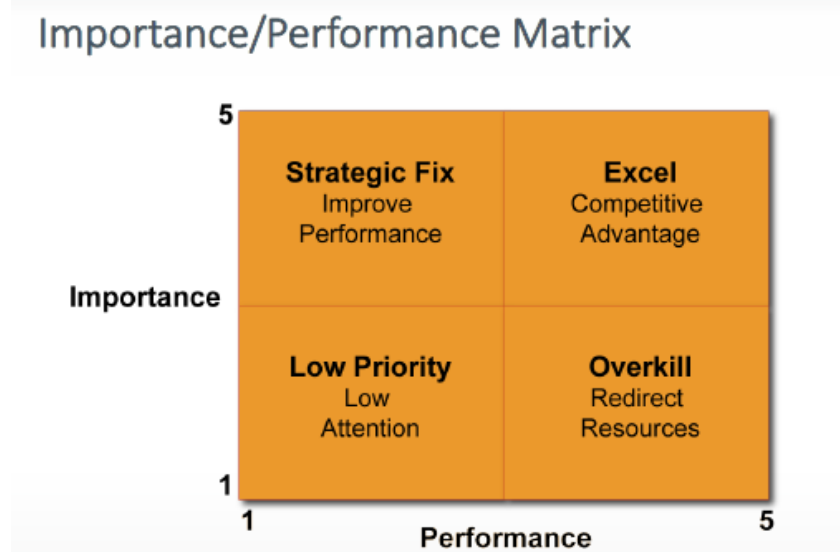 Importance/Performance Matrix
5
Strategic Fix
Improve
Performance
Excel
Competitive
Advantage
Importance
Low Priority
Low
Attention
Overkill
Redirect
Resources
1
1
5
Performance